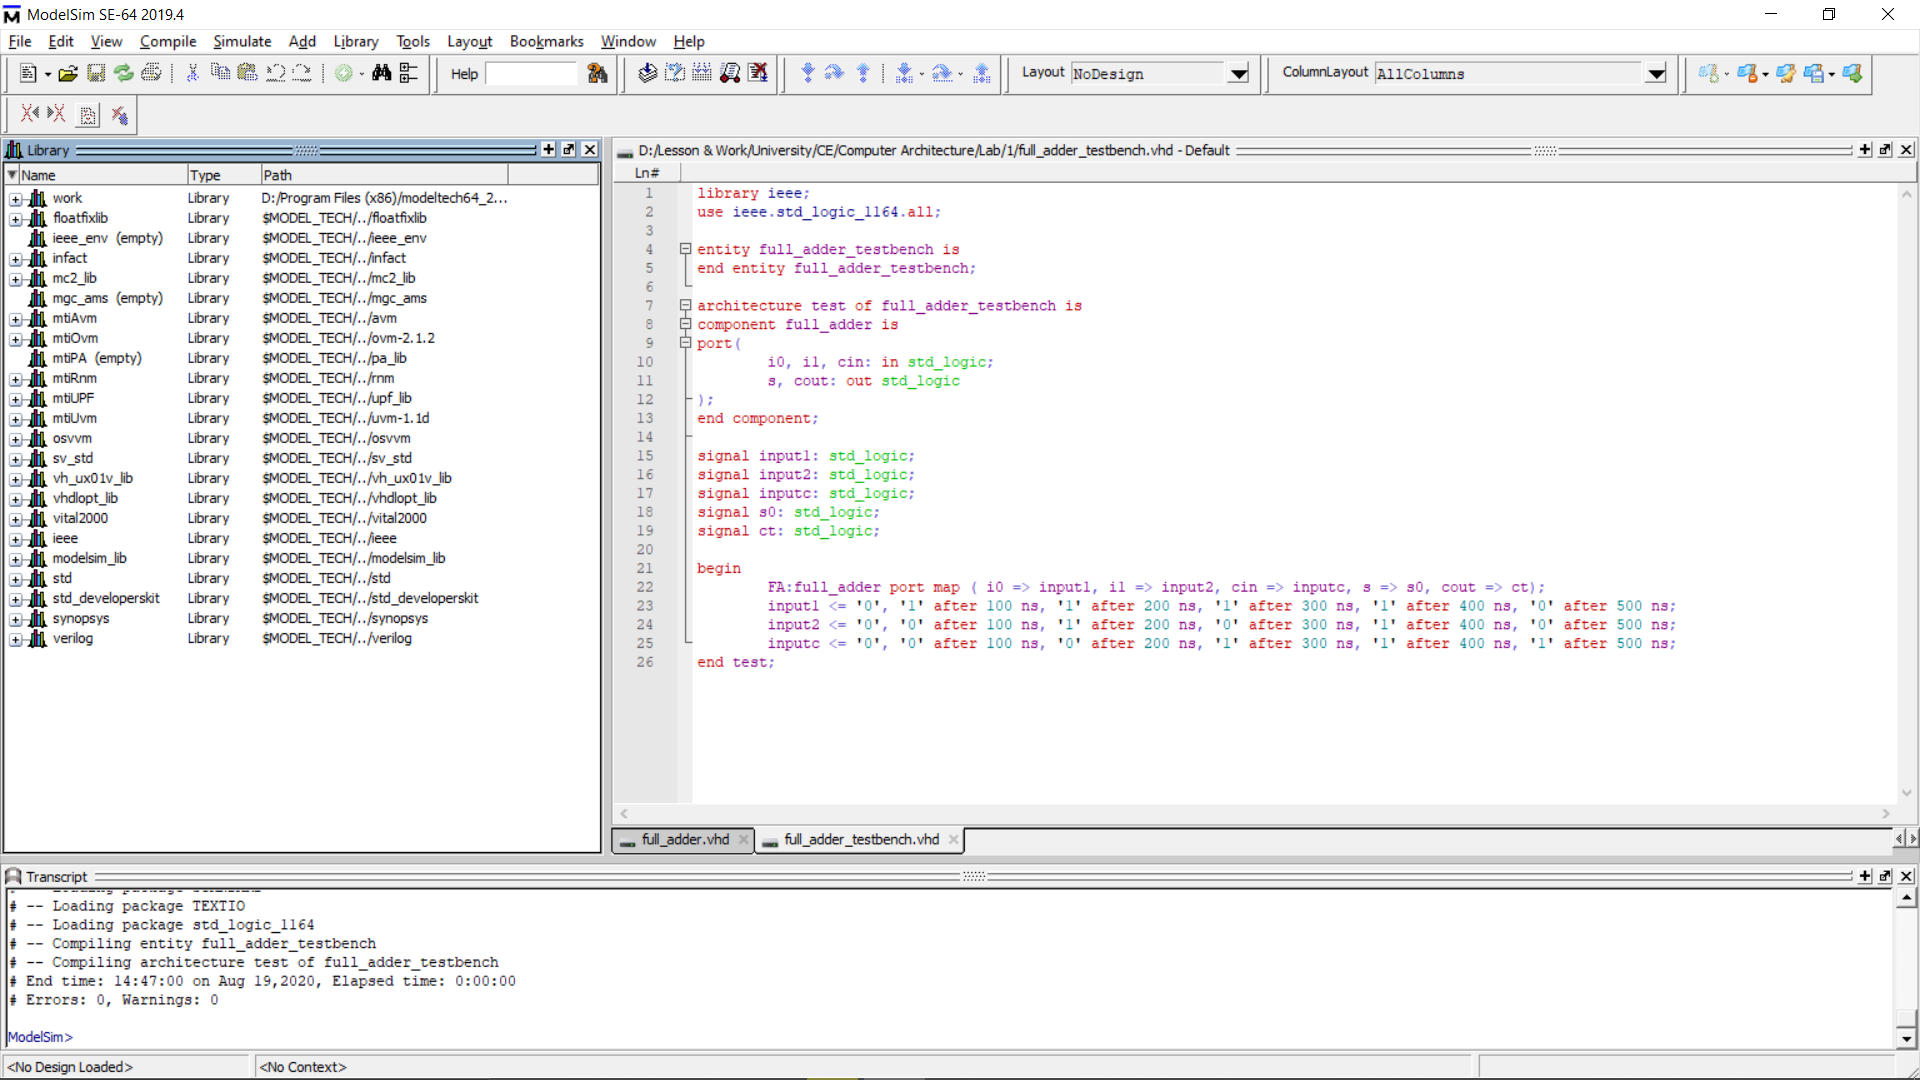 ModelSim SE-64 2019.4
File Edit View Compile Simulate Add Library Tools Layout Bookmarks Window Help
Help
Layout NoDesign
ColumnLayout AllColumns
Library
Name Type Path
work Library D:/Program Files (x86)/modeltech64_2...
floatfixlib Library $MODEL_TECH/../floatfixlib
ieee_env (empty) Library $MODEL_TECH/../ieee_env
infact Library $MODEL_TECH/../infact
mc2_lib Library $MODEL_TECH/../mc2_lib
mgc_ams (empty) Library $MODEL_TECH/../mgc_ams
mtiAvm Library $MODEL_TECH/../avm
mtiOvm Library $MODEL_TECH/../ovm-2.1.2
mtiPA (empty) Library $MODEL_TECH/../pa_lib
mtiRnm Library $MODEL_TECH/../rnm
mtiUPF Library $MODEL_TECH/../upf_lib
mtiUvm Library $MODEL_TECH/../uvm-1.1d
osvvm Library $MODEL_TECH/../osvvm
sv_std Library $MODEL_TECH/../sv_std
vh_ux01v_lib Library $MODEL_TECH/../vh_ux01v_lib
vhdlopt_lib Library $MODEL_TECH/../vhdlopt_lib
vital2000 Library $MODEL_TECH/../vital2000
ieee Library $MODEL_TECH/../ieee
modelsim_lib Library $MODEL_TECH/../modelsim_lib
std Library $MODEL_TECH/../std
std_developerskit Library $MODEL_TECH/../std_developerskit
synopsys Library $MODEL_TECH/../synopsys
verilog Library $MODEL_TECH/../verilog
D:/Lesson & Work/University/CE/Computer Architecture/Lab/1/full_adder_testbench.vhd - Default
Ln#
1 library ieee;
2 use ieee.std_logic_1164.all;
3
4 entity full_adder_testbench is
5 end entity full_adder_testbench;
6
7 architecture test of full_adder_testbench is
8 component full_adder is
9 port(
10 i0, i1, cin: in std_logic;
11 s, cout: out std_logic
12 );
13 end component;
14
15 signal input1: std_logic;
16 signal input2: std_logic;
17 signal inputc: std_logic;
18 signal s0: std_logic;
19 signal ct: std_logic;
20
21 begin
22 FA:full_adder port map ( i0 => input1, i1 => input2, cin => inputc, s => s0, cout => ct);
23 input1 <= '0', '1' after 100 ns, '1' after 200 ns, '1' after 300 ns, '1' after 400 ns, '0' after 500 ns;
24 input2 <= '0', '0' after 100 ns, '1' after 200 ns, '0' after 300 ns, '1' after 400 ns, '0' after 500 ns;
25 inputc <= '0', '0' after 100 ns, '0' after 200 ns, '1' after 300 ns, '1' after 400 ns, '1' after 500 ns;
26 end test;
full_adder.vhd full_adder_testbench.vhd
Transcript
# -- Loading package TEXTIO
# -- Loading package std_logic_1164
# -- Compiling entity full_adder_testbench
# -- Compiling architecture test of full_adder_testbench
# End time: 14:47:00 on Aug 19,2020, Elapsed time: 0:00:00
# Errors: 0, Warnings: 0
ModelSim>
<No Design Loaded> <No Context>